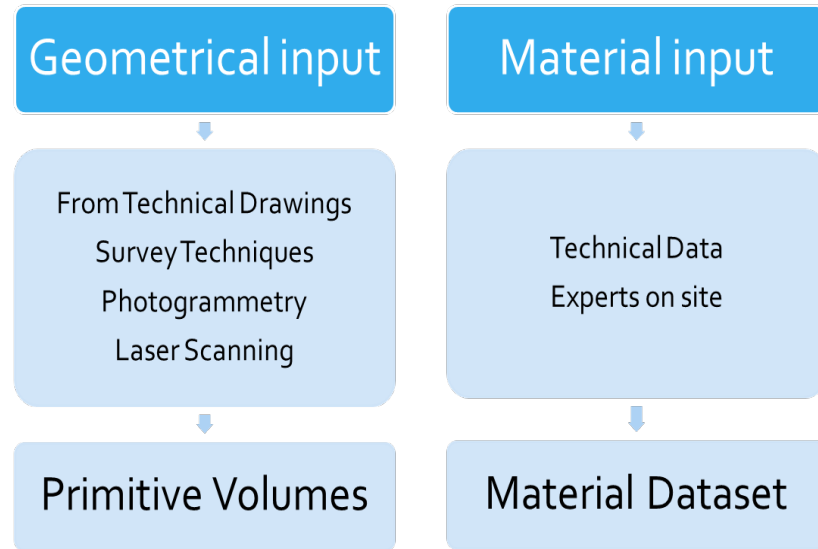 Geometrical input
From Technical Drawings
Survey Techniques
Photogrammetry
Laser Scanning
Primitive Volumes
Material input
Technical Data
Experts on site
Material Dataset